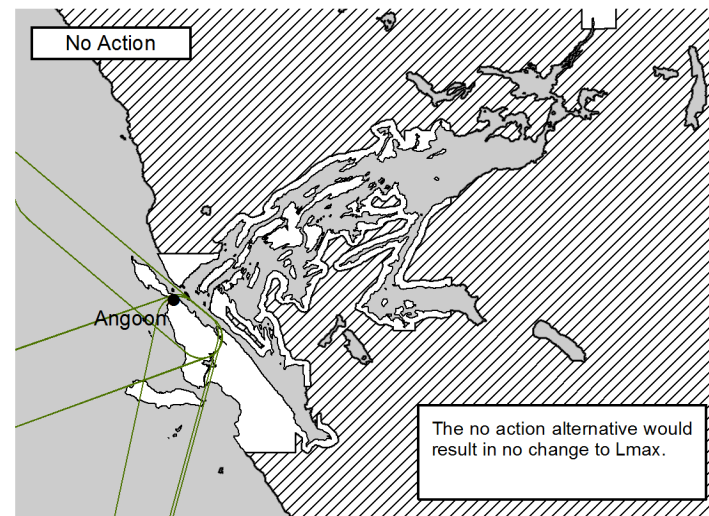 No Action
Angoon
The no action alternative would
result in no change to Lmax.